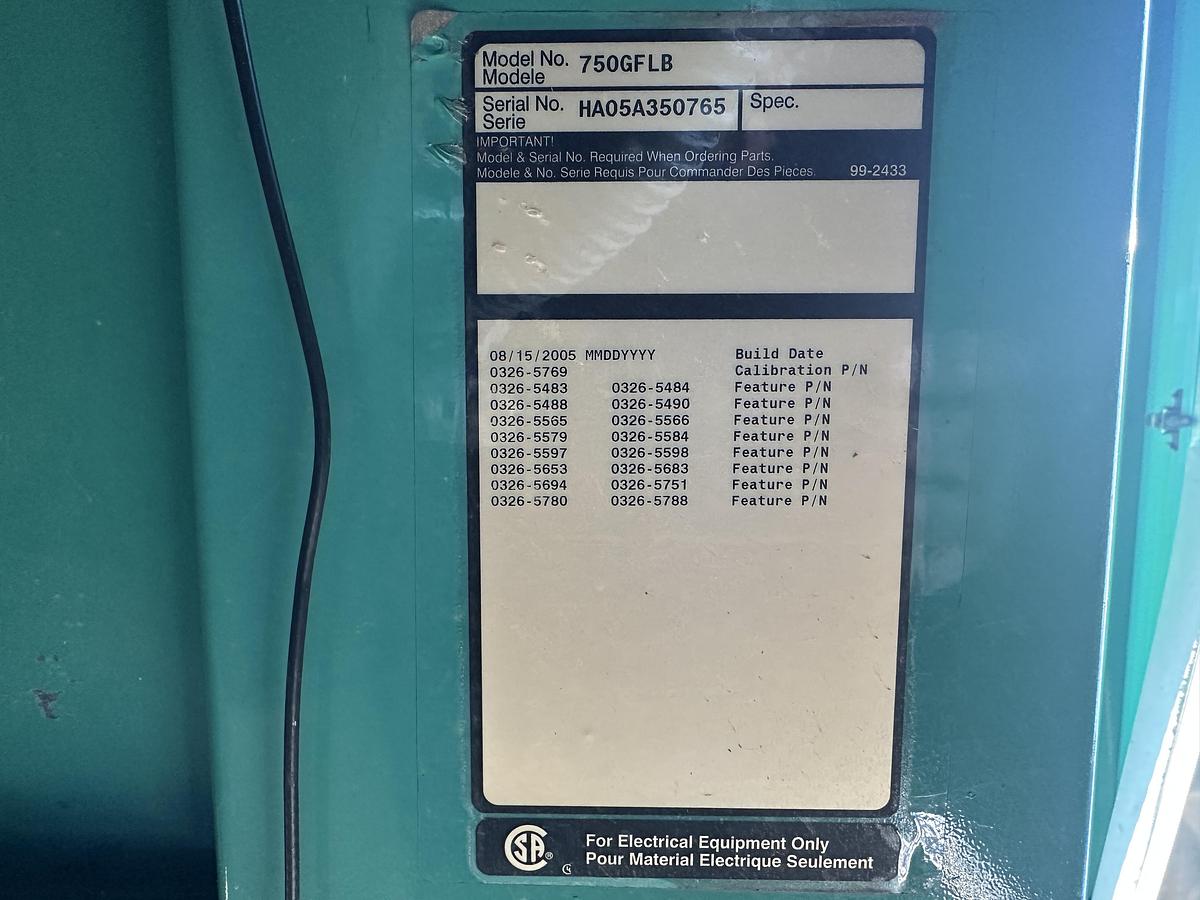 Model No. 750GFLB
Modele
Serial No. HA05A350765 Spec.
Serie
IMPORTANT!
Model & Serial No. Required When Ordering Parts.
Modele & No. Serie Requis Pour Commander Des Pieces. 99-2433
08/15/2005 MMDDYYYY Build Date
0326-5769 Calibration P/N
0326-5483 0326-5484 Feature P/N
0326-5488 0326-5490 Feature P/N
0326-5565 0326-5566 Feature P/N
0326-5579 0326-5584 Feature P/N
0326-5597 0326-5598 Feature P/N
0326-5653 0326-5683 Feature P/N
0326-5694 0326-5751 Feature P/N
0326-5780 0326-5788 Feature P/N
SA ® For Electrical Equipment Only
Pour Material Electrique Seulement